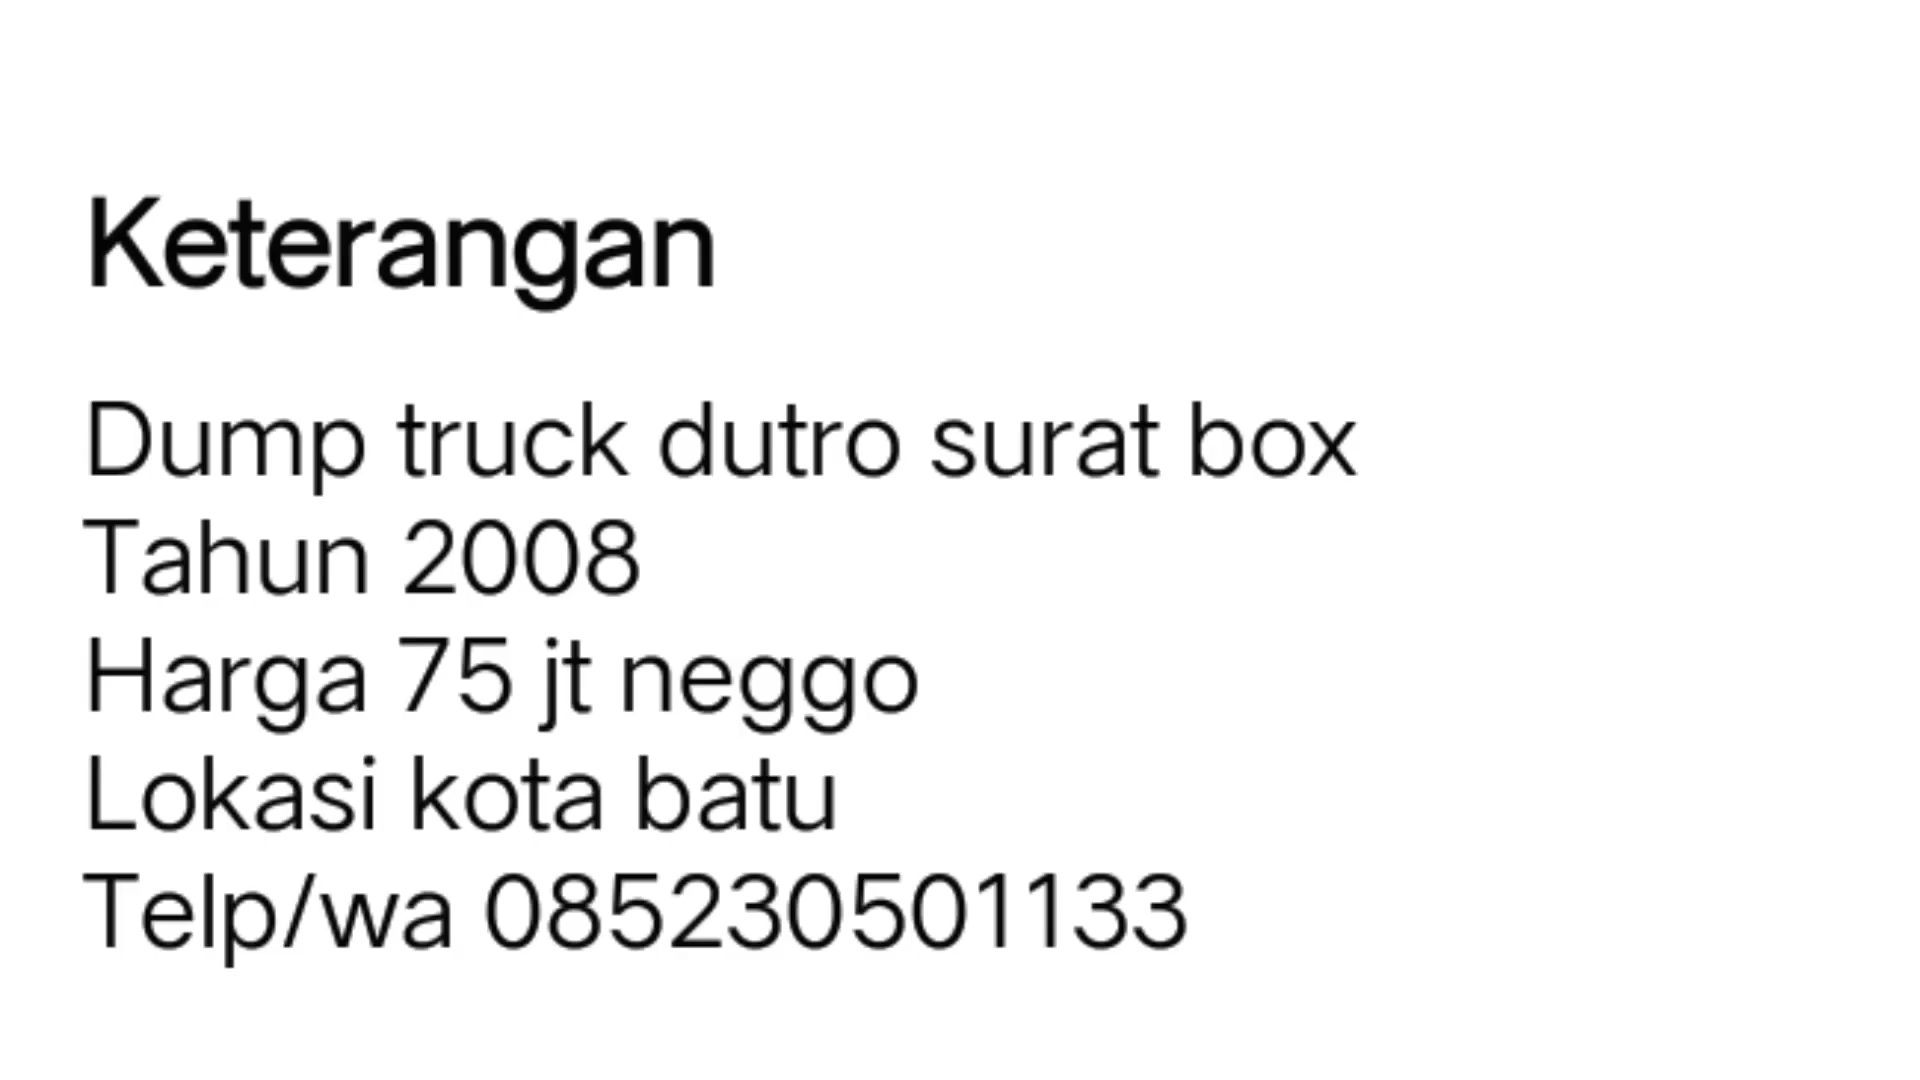 Keterangan
Dump truck dutro surat box
Tahun 2008
Harga 75 jt neggo
Lokasi kota batu
Telp/wa 085230501133